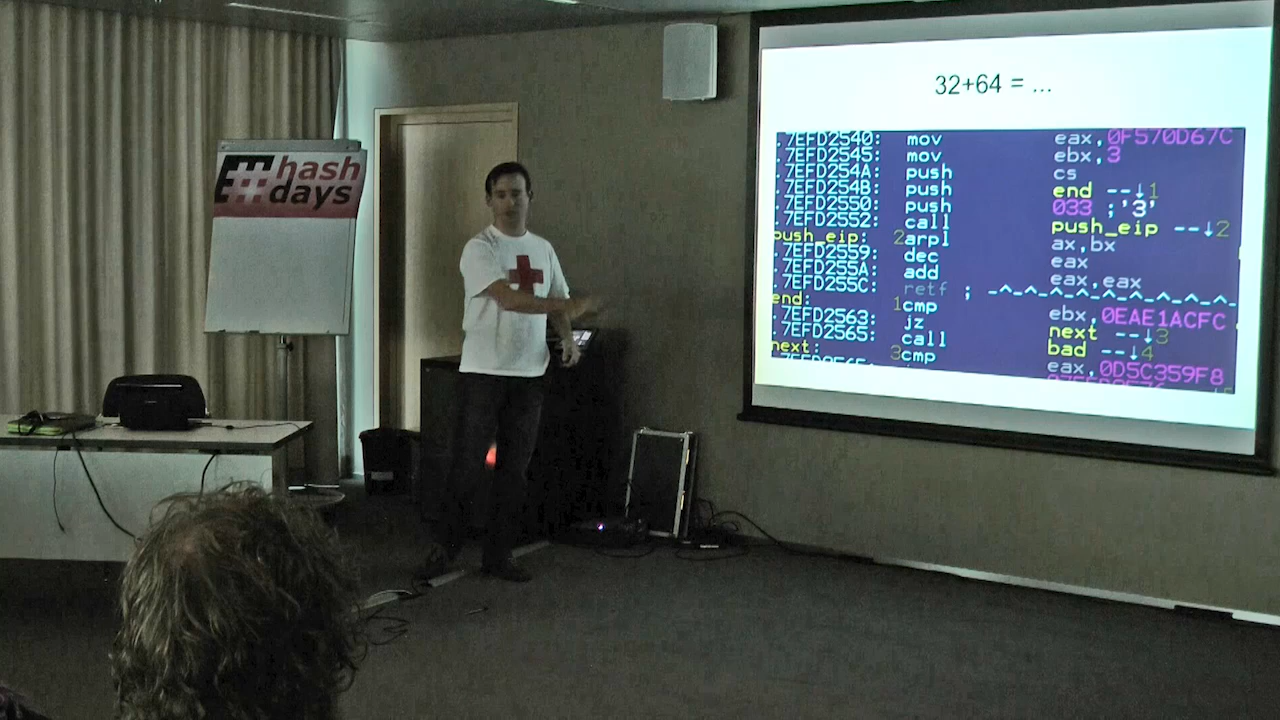 hash
days
32+64 = ...
.7EFD2540: mov eax,0F570D67C
.7EFD2545: mov ebx,3
.7EFD254A: push cs
.7EFD254B: push end --↓1
.7EFD2550: push 033 ;'3'
.7EFD2552: call push_eip --↓2
push_eip: 2arpl ax,bx
.7EFD2559: dec eax
.7EFD255A: add eax,eax
.7EFD255C: retf ; -^-^-^-^-^-^-^-^-
end: 1cmp ebx,0EAE1ACFC
.7EFD2563: jz next --↓3
.7EFD2565: call bad --↓4
next: 3cmp eax,0D5C359F8